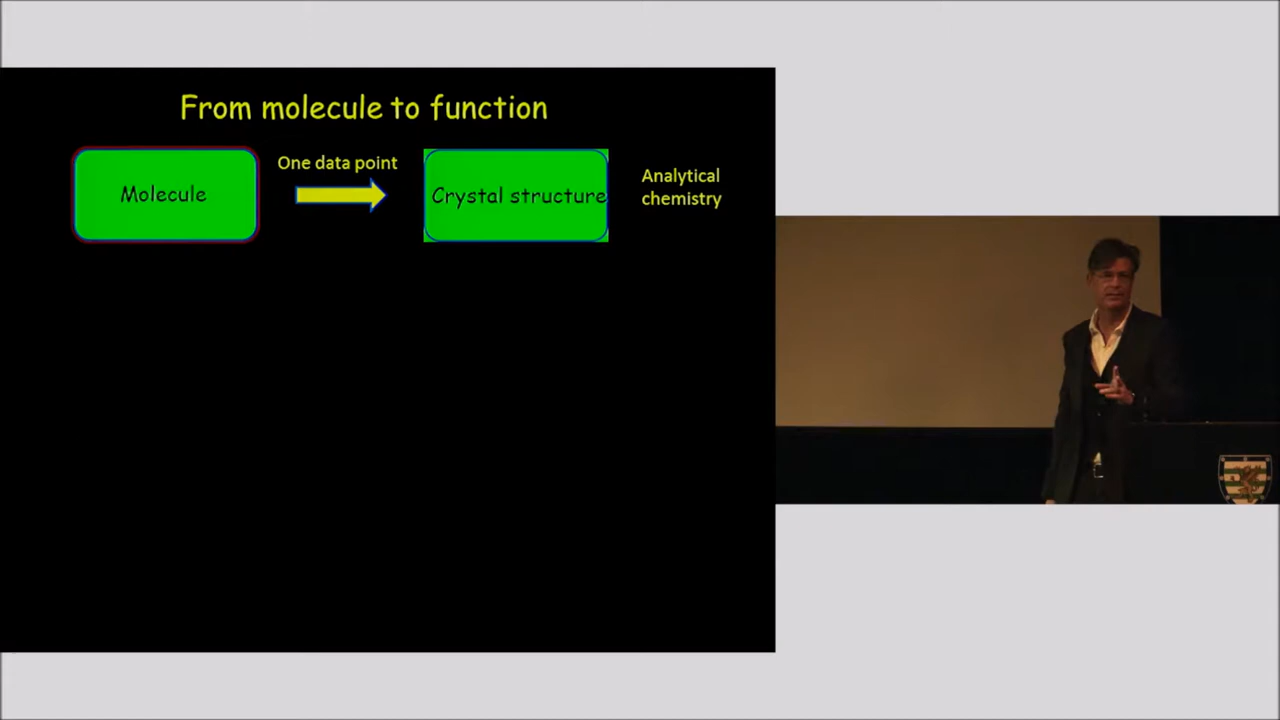 From molecule to function
Molecule
One data point
Crystal structure
Analytical
chemistry